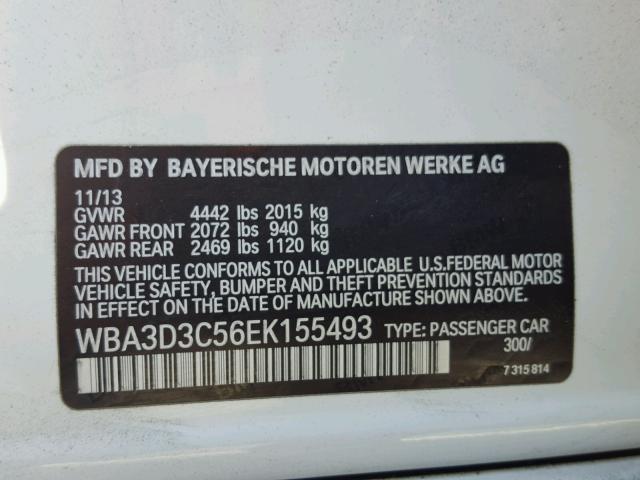 MFD BY BAYERISCHE MOTOREN WERKE AG
11/13
GVWR 4442 lbs 2015 kg
GAWR FRONT 2072 lbs 940 kg
GAWR REAR 2469 lbs 1120 kg
THIS VEHICLE CONFORMS TO ALL APPLICABLE U.S.FEDERAL MOTOR
VEHICLE SAFETY, BUMPER AND THEFT PREVENTION STANDARDS
IN EFFECT ON THE DATE OF MANUFACTURE SHOWN ABOVE.
WBA3D3C56EK155493 TYPE: PASSENGER CAR
300/
7 315 814